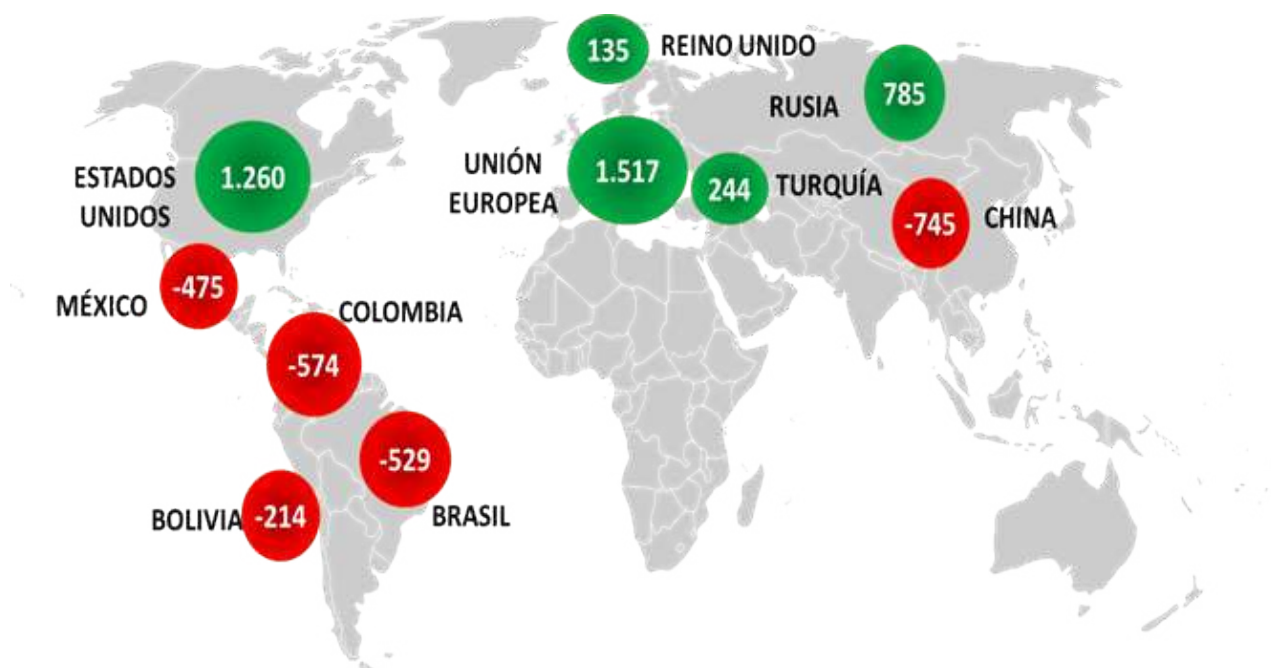 135
REINO UNIDO
785
RUSIA
ESTADOS
UNIDOS
1.260
UNIÓN
EUROPEA
1.517
244
TURQUÍA
-745
CHINA
MÉXICO
-475
COLOMBIA
-574
-529
BRASIL
BOLIVIA
-214